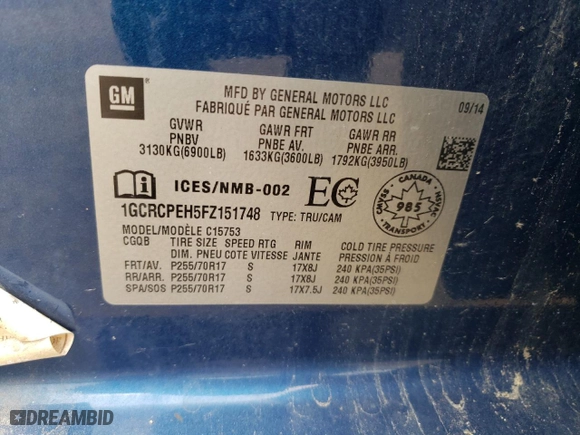 GM
MFD BY GENERAL MOTORS LLC
FABRIQUÉ PAR GENERAL MOTORS LLC
09/14
GVWR GAWR FRT GAWR RR
PNBV PNBE AV. PNBE ARR.
3130KG(6900LB) 1633KG(3600LB) 1792KG(3950LB)
ICES/NMB-002 EC
CANADA 985 CMVSS NSVAC
1GCRCPEH5FZ151748 TYPE: TRU/CAM
MODEL/MODÈLE C15753
CGQB TIRE SIZE SPEED RTG RIM COLD TIRE PRESSURE
DIM. PNEU COTE VITESSE JANTE PRESSION À FROID
FRT/AV. P255/70R17 S 17X8J 240 KPA(35PSI)
RR/ARR. P255/70R17 S 17X8J 240 KPA(35PSI)
SPA/SOS P255/70R17 S 17X7.5J 240 KPA(35PSI)
DREAMBID